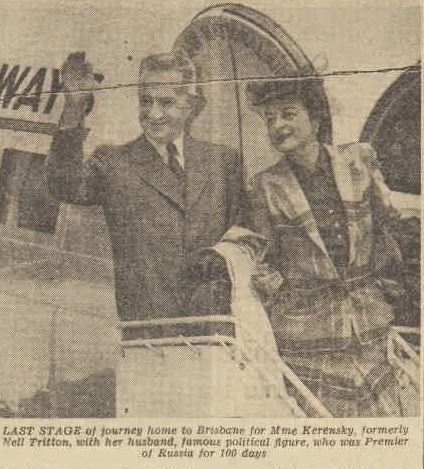 WAY
LAST STAGE of journey home to Brisbane for Mme Kerensky, formerly
Nell Tritton, with her husband, famous political figure, who was Premier
of Russia for 100 days